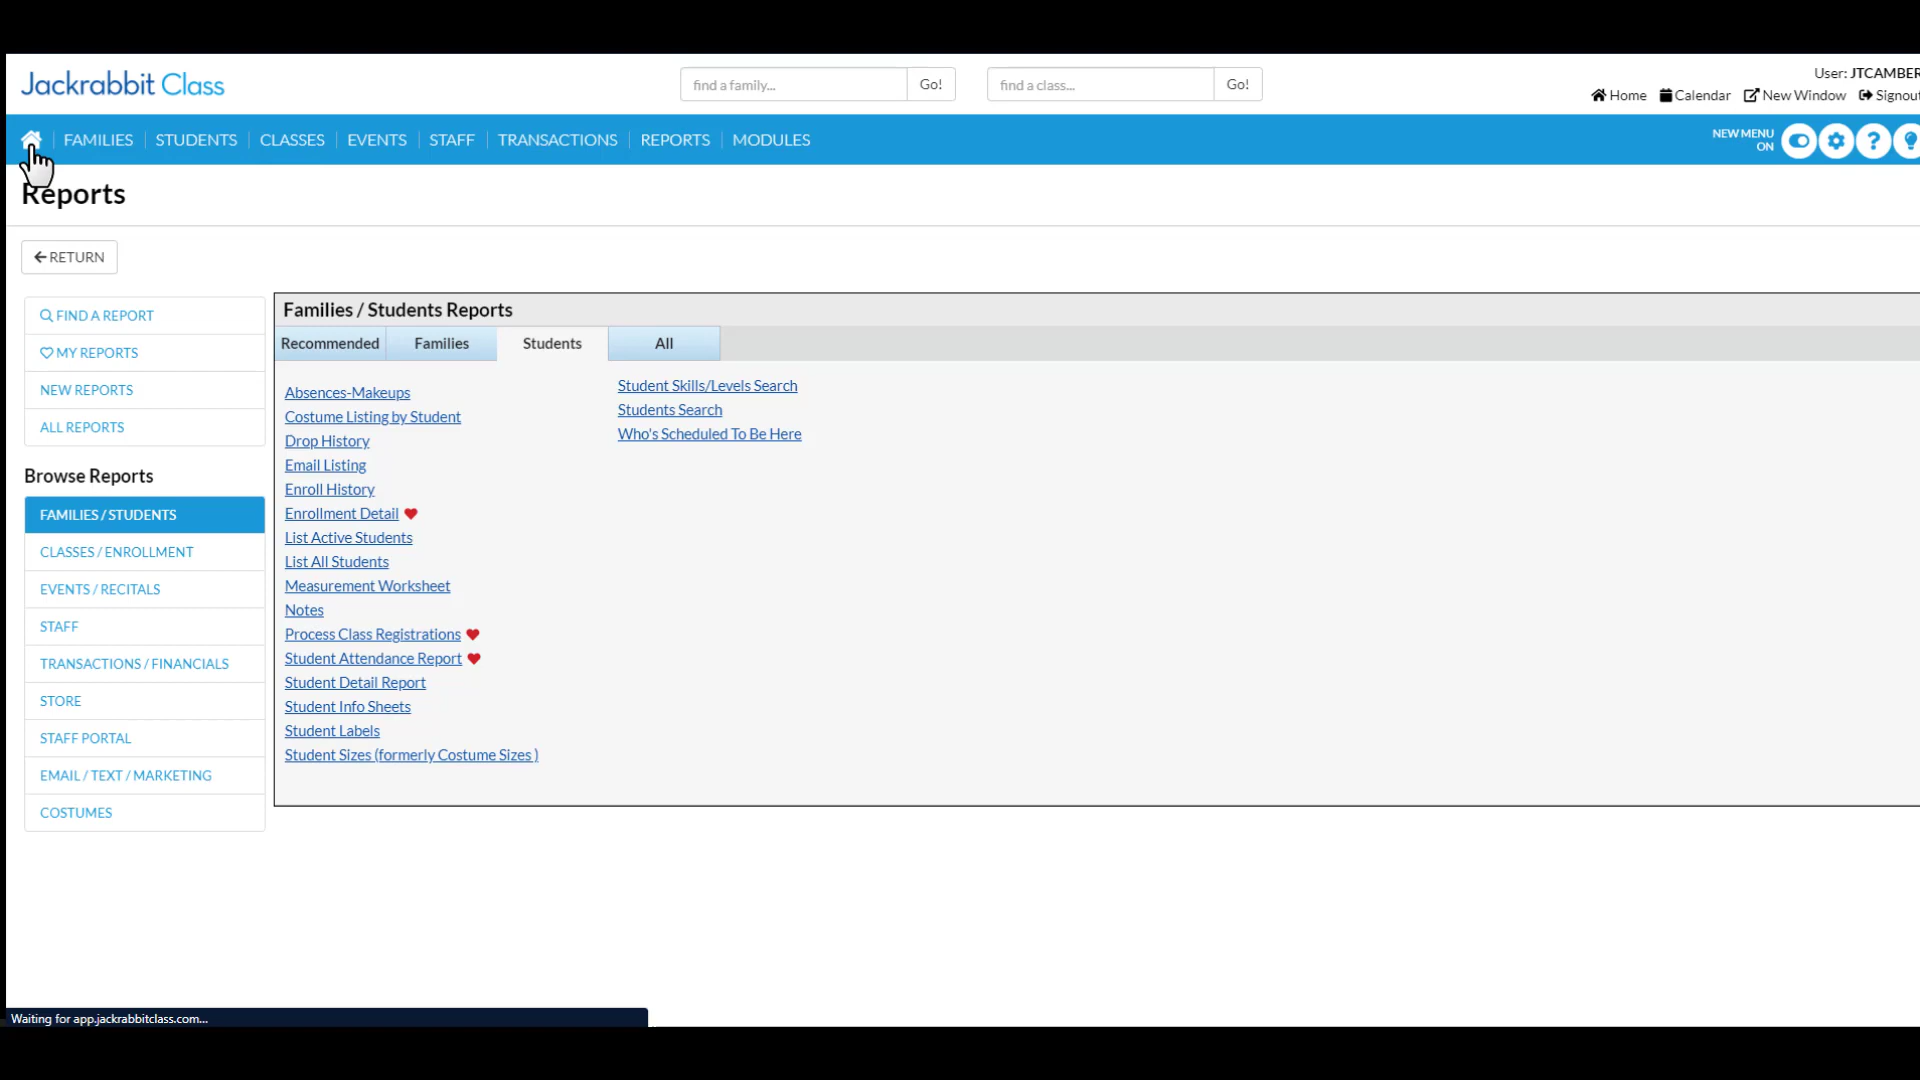 Jackrabbit Class
find a family...
Go!
find a class...
Go!
User: JTCAMBER
Home
Calendar
New Window
Signout
FAMILIES
STUDENTS
CLASSES
EVENTS
STAFF
TRANSACTIONS
REPORTS
MODULES
NEW MENU
ON
?
Reports
RETURN
FIND A REPORT
MY REPORTS
NEW REPORTS
ALL REPORTS
Browse Reports
FAMILIES / STUDENTS
CLASSES / ENROLLMENT
EVENTS / RECITALS
STAFF
TRANSACTIONS / FINANCIALS
STORE
STAFF PORTAL
EMAIL / TEXT / MARKETING
COSTUMES
Families / Students Reports
Recommended
Families
Students
All
Absences-Makeups
Costume Listing by Student
Drop History
Email Listing
Enroll History
Enrollment Detail
List Active Students
List All Students
Measurement Worksheet
Notes
Process Class Registrations
Student Attendance Report
Student Detail Report
Student Info Sheets
Student Labels
Student Sizes (formerly Costume Sizes )
Student Skills/Levels Search
Students Search
Who's Scheduled To Be Here
Waiting for app.jackrabbitclass.com...